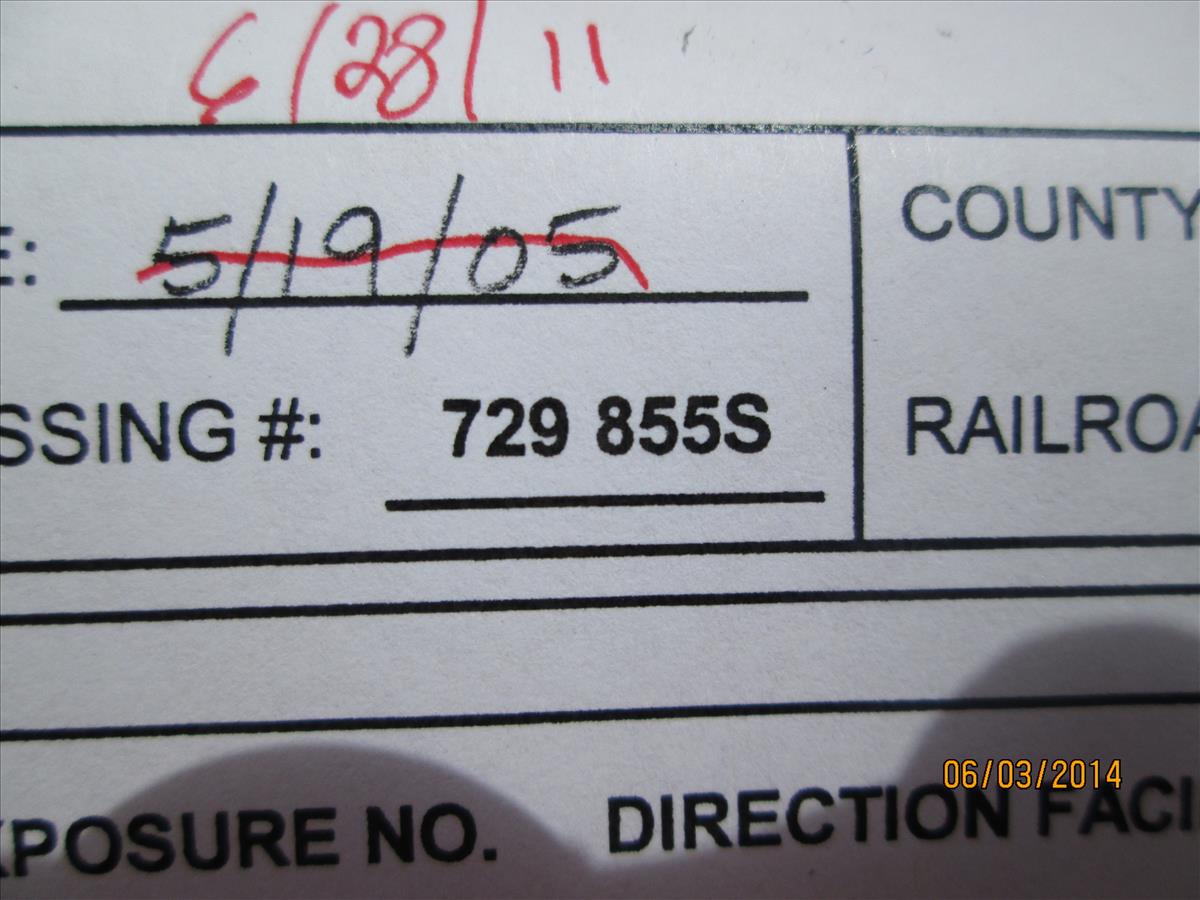 6/28/11
E: 5/19/05
COUNTY
SSING #: 729 855S
RAILROA
06/03/2014
XPOSURE NO. DIRECTION FACI